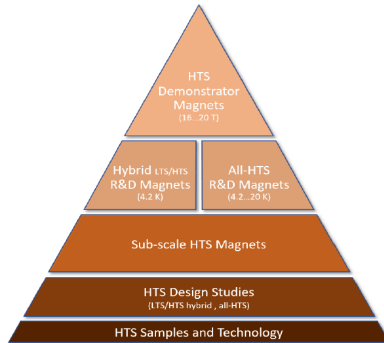 HTS
Demonstrator
Magnets
(16...20 T)
Hybrid LTS/HTS
R&D Magnets
(4.2 K)
All-HTS
R&D Magnets
(4.2...20 K)
Sub-scale HTS Magnets
HTS Design Studies
(LTS/HTS hybrid , all-HTS)
HTS Samples and Technology